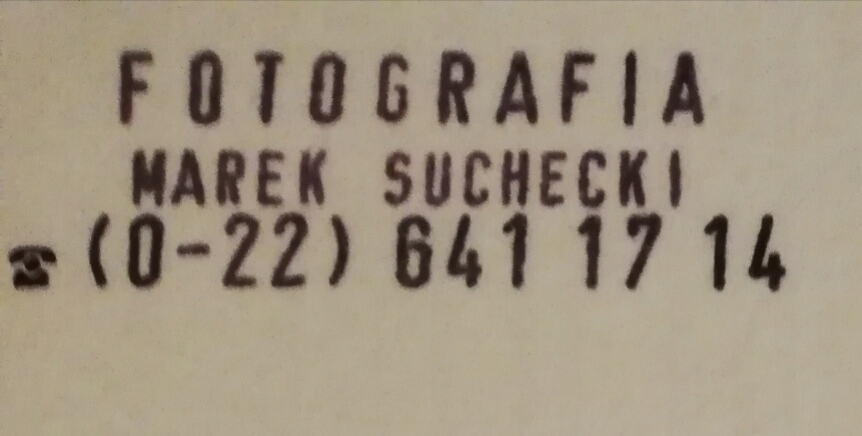 FOTOGRAFIA
MAREK SUCHECKI
☎ (0-22) 641 17 14